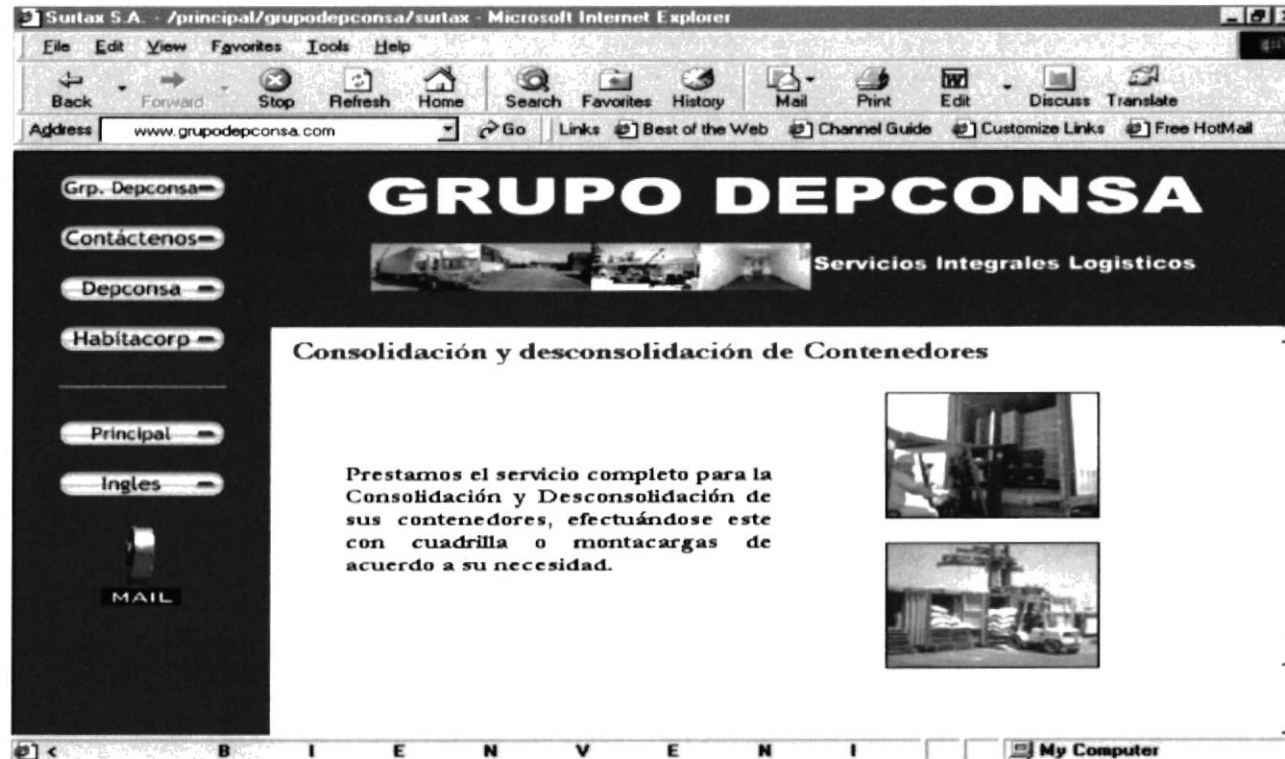 Surtax S.A. - /principal/grupodepconsa/surtax - Microsoft Internet Explorer
File Edit View Favorites Tools Help
Back Forward Stop Refresh Home Search Favorites History Mail Print Edit Discuss Translate
Address www.grupodepconsa.com Go Links Best of the Web Channel Guide Customize Links Free HotMail
Grp. Depconsa
Contáctenos
Depconsa
Habitacorp
Principal
Ingles
MAIL
GRUPO DEPCONSA
Servicios Integrales Logisticos
Consolidación y desconsolidación de Contenedores
Prestamos el servicio completo para la
Consolidación y Desconsolidación de
sus contenedores, efectuándose este
con cuadrilla o montacargas de
acuerdo a su necesidad.
< B I E N V E N I
My Computer